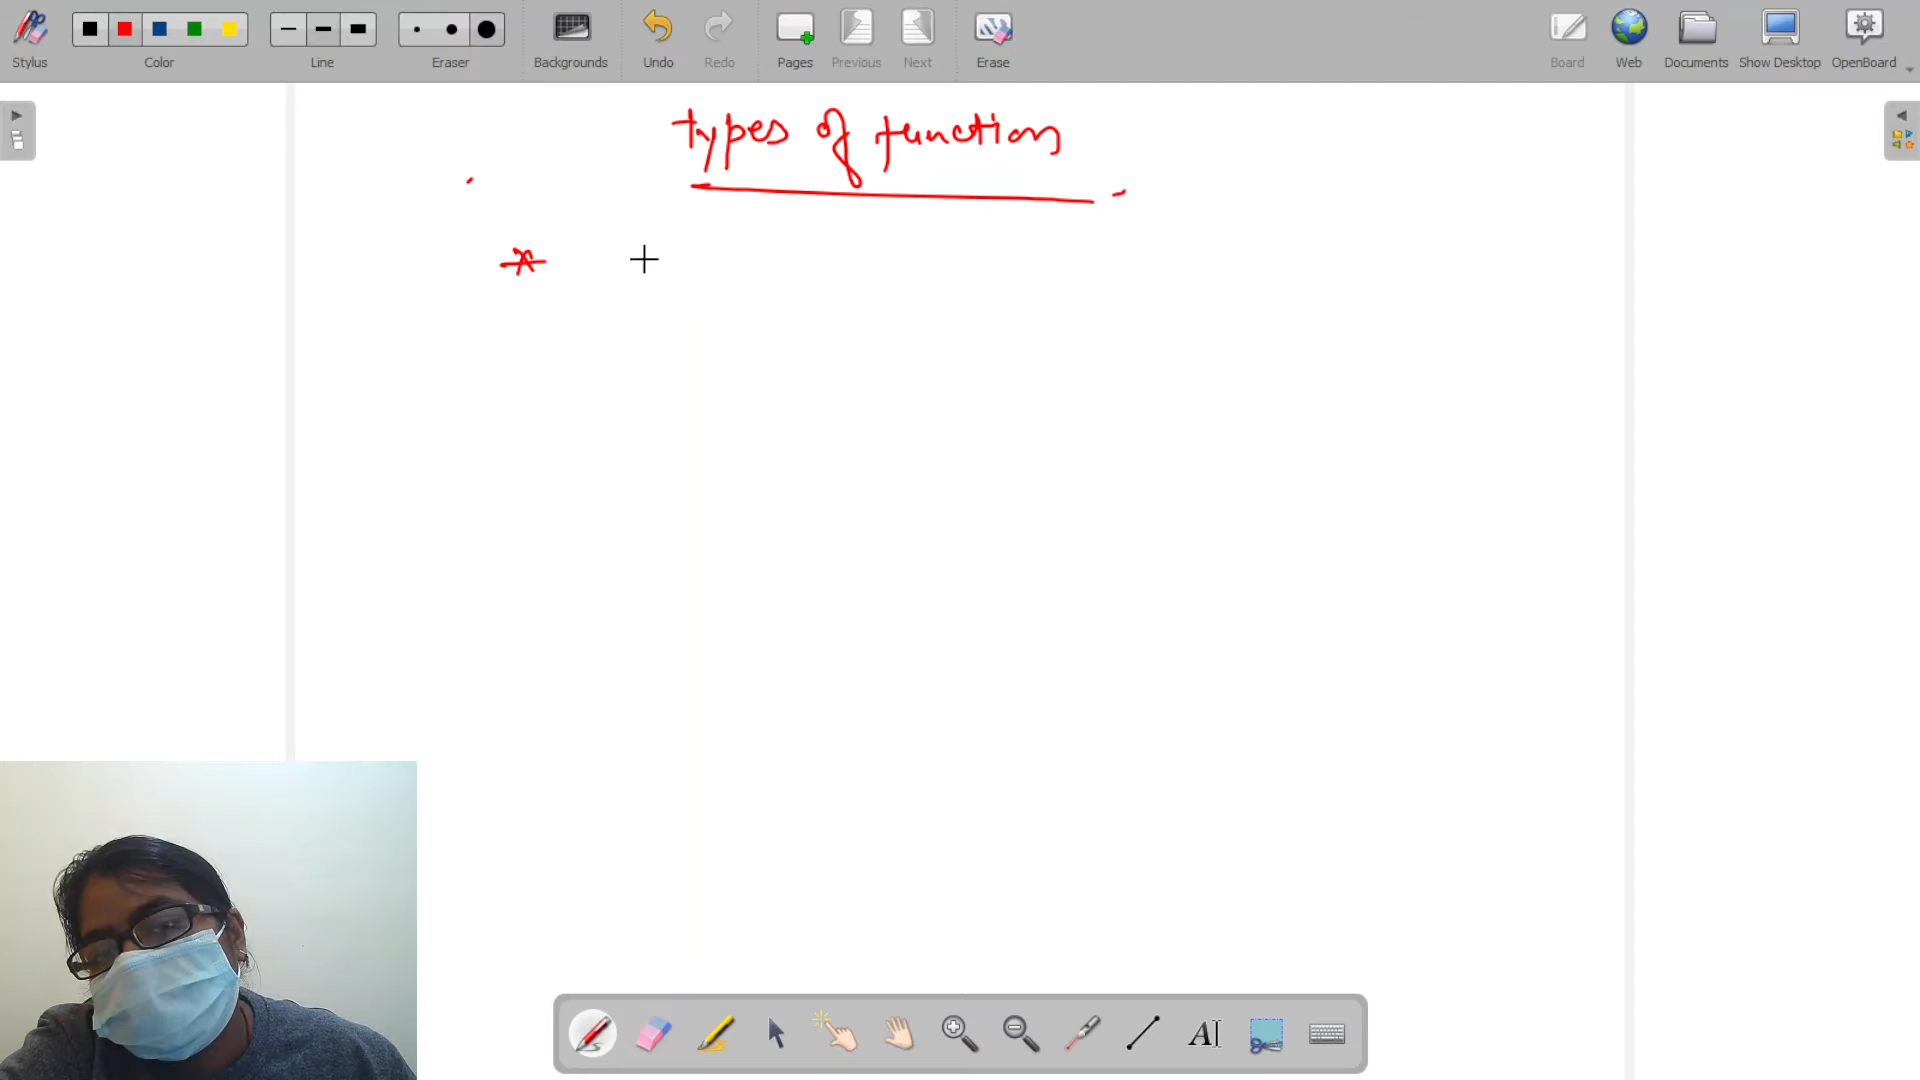 Stylus Color Line Eraser Backgrounds Undo Redo Pages Previous Next Erase Board Web Documents Show Desktop OpenBoard
types of function
*